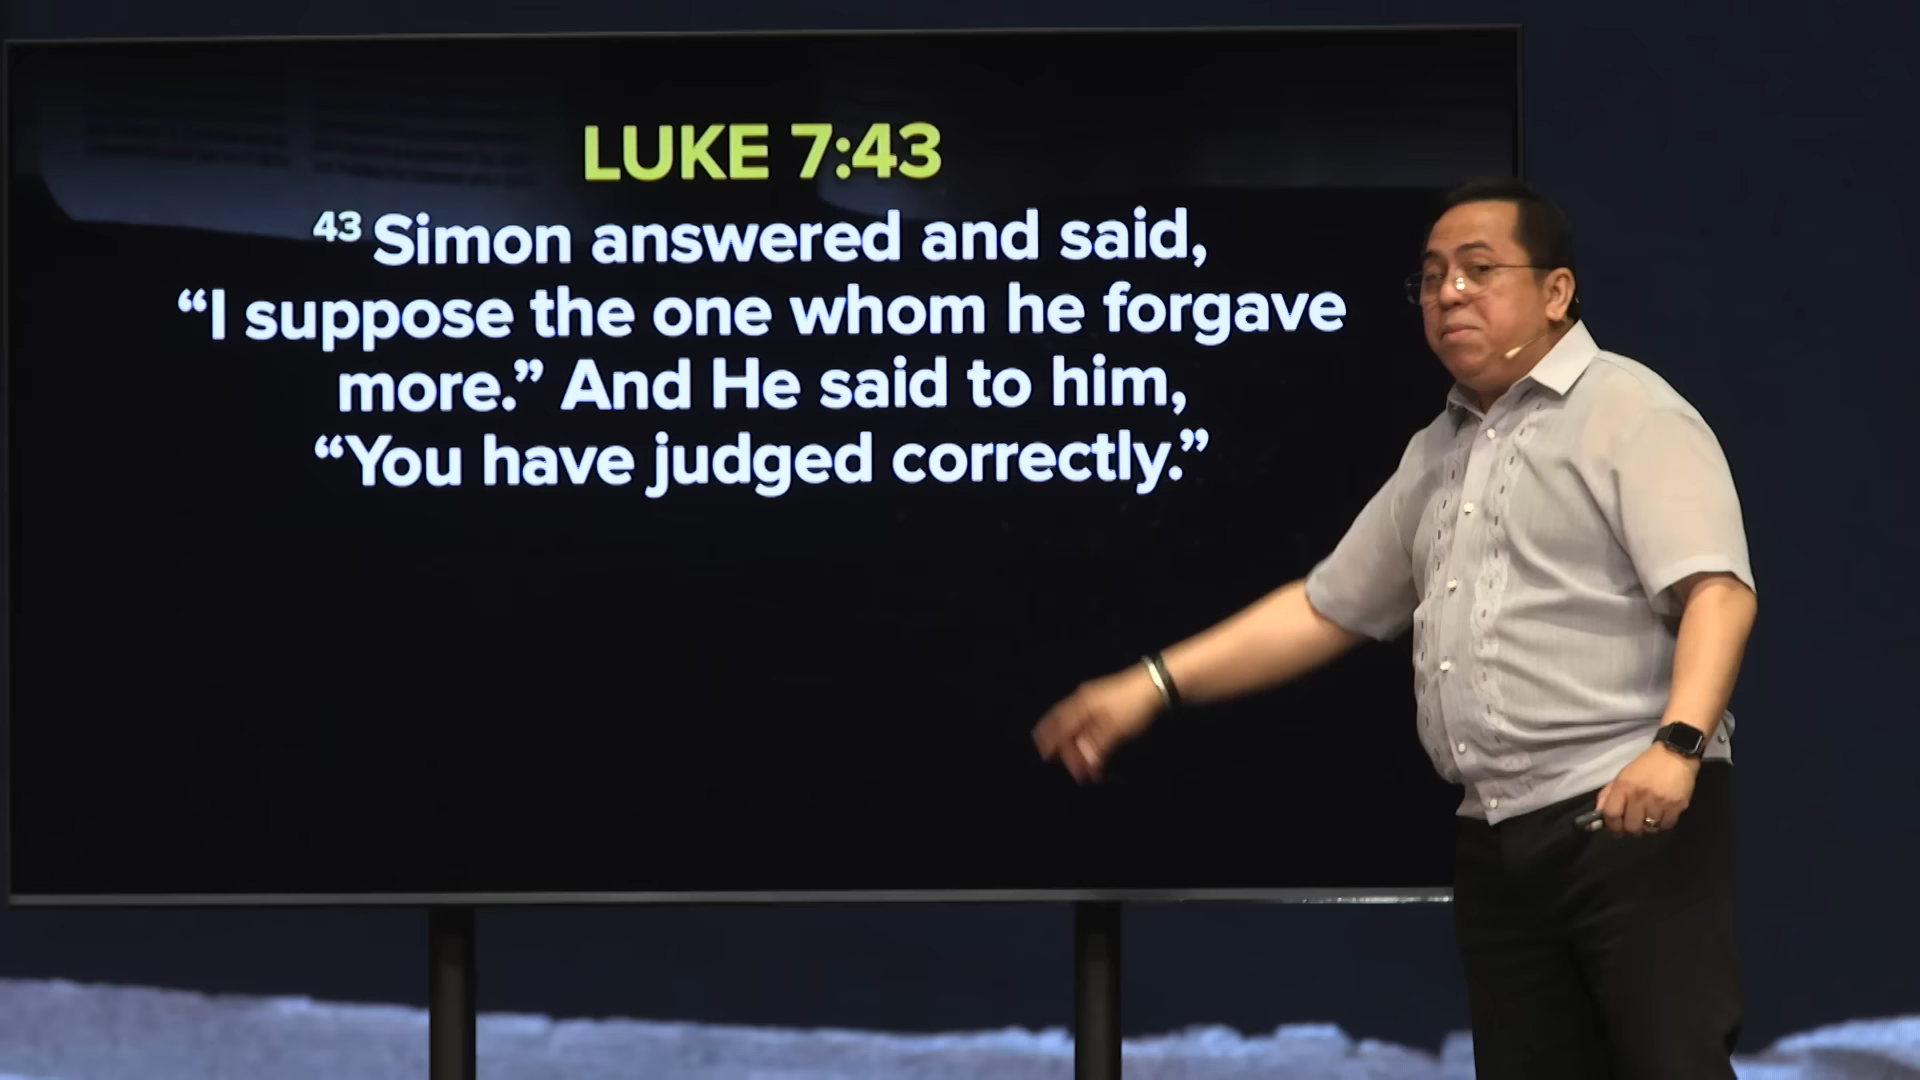 LUKE 7:43
43 Simon answered and said,
“I suppose the one whom he forgave
more.” And He said to him,
“You have judged correctly.”